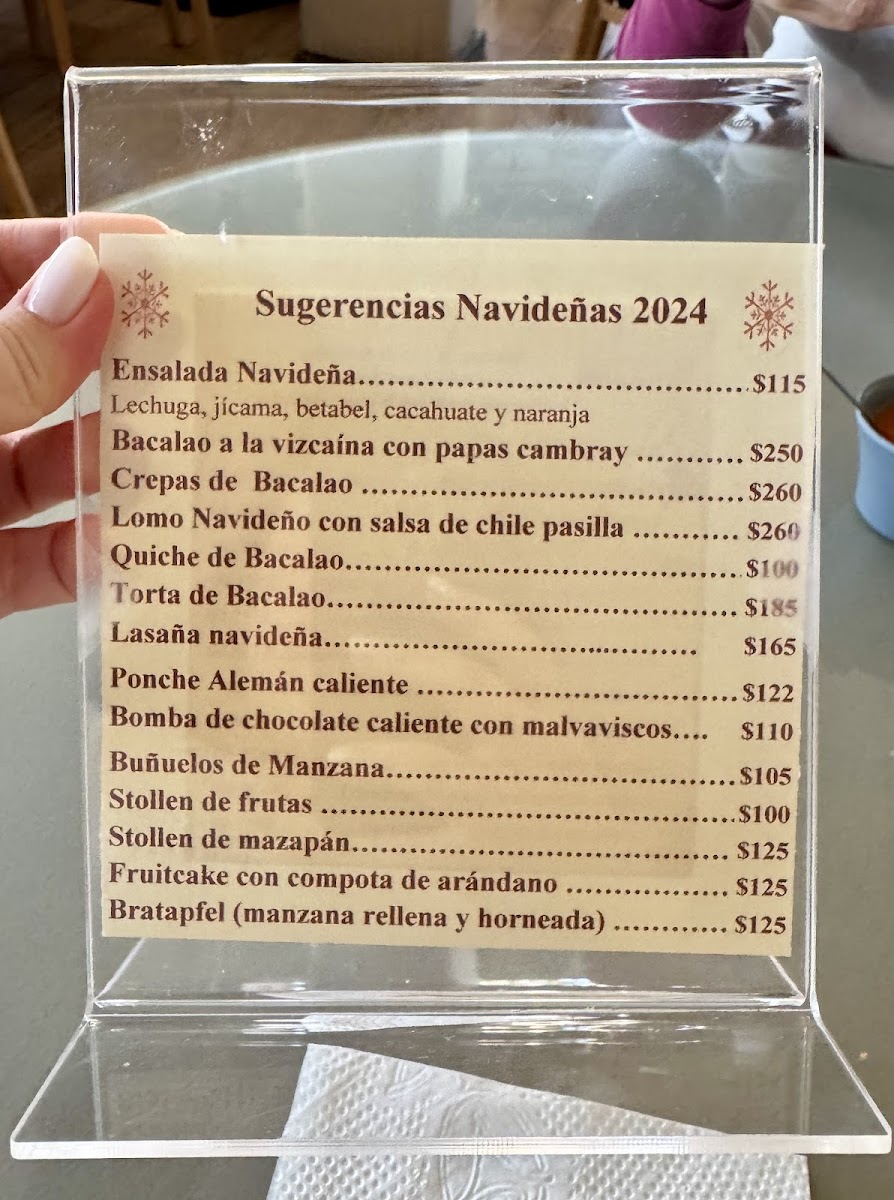 Sugerencias Navideñas 2024
Ensalada Navideña.......................................... $115
Lechuga, jícama, betabel, cacahuate y naranja
Bacalao a la vizcaína con papas cambray ........... $250
Crepas de Bacalao ......................................... $260
Lomo Navideño con salsa de chile pasilla ........... $260
Quiche de Bacalao.......................................... $100
Torta de Bacalao............................................ $185
Lasaña navideña........................................ $165
Ponche Alemán caliente .................................. $122
Bomba de chocolate caliente con malvaviscos.... $110
Buñuelos de Manzana..................................... $105
Stollen de frutas ............................................ $100
Stollen de mazapán........................................ $125
Fruitcake con compota de arándano ................ $125
Bratapfel (manzana rellena y horneada) ............ $125